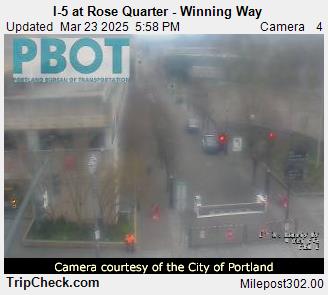 I-5 at Rose Quarter - Winning Way
Updated Mar 23 2025 5:58 PM Camera 4
PBOT
PORTLAND BUREAU OF TRANSPORTATION
Camera courtesy of the City of Portland
TripCheck.com Milepost302.00